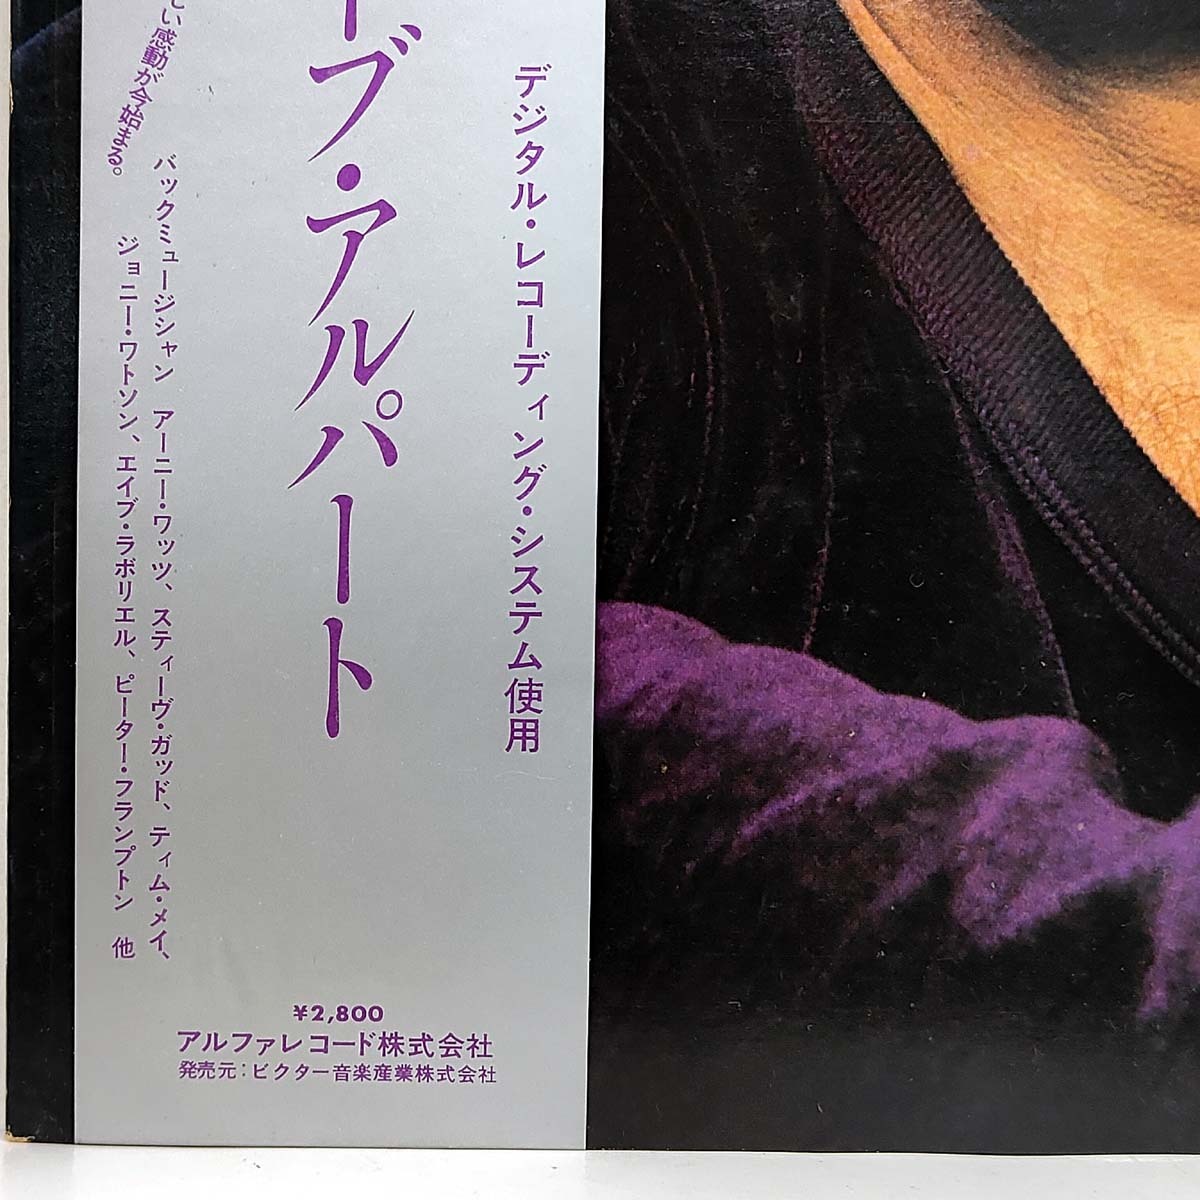 デジタル・レコーディング・システム使用
ーブ・アルパート
しい感動が今始まる。
バックミュージシャン アーニー・ワッツ、スティーヴ・ガッド、ティム・メイ、
ジョニー・ワトソン、エイブ・ラボリエル、ピーター・フランプトン 他
¥2,800
アルファレコード株式会社
発売元:ビクター音楽産業株式会社